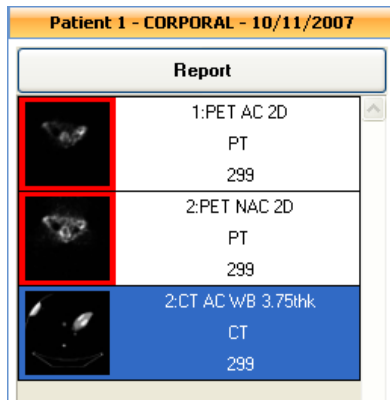 Patient 1 - CORPORAL - 10/11/2007
Report
1:PET AC 2D
PT
299
2:PET NAC 2D
PT
299
2:CT AC WB 3.75thk
CT
299